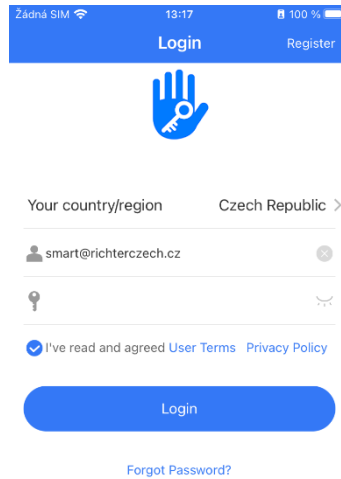 Žádná SIM 13:17 100 %
Login Register
Your country/region Czech Republic >
smart@richterczech.cz
I've read and agreed User Terms Privacy Policy
Login
Forgot Password?